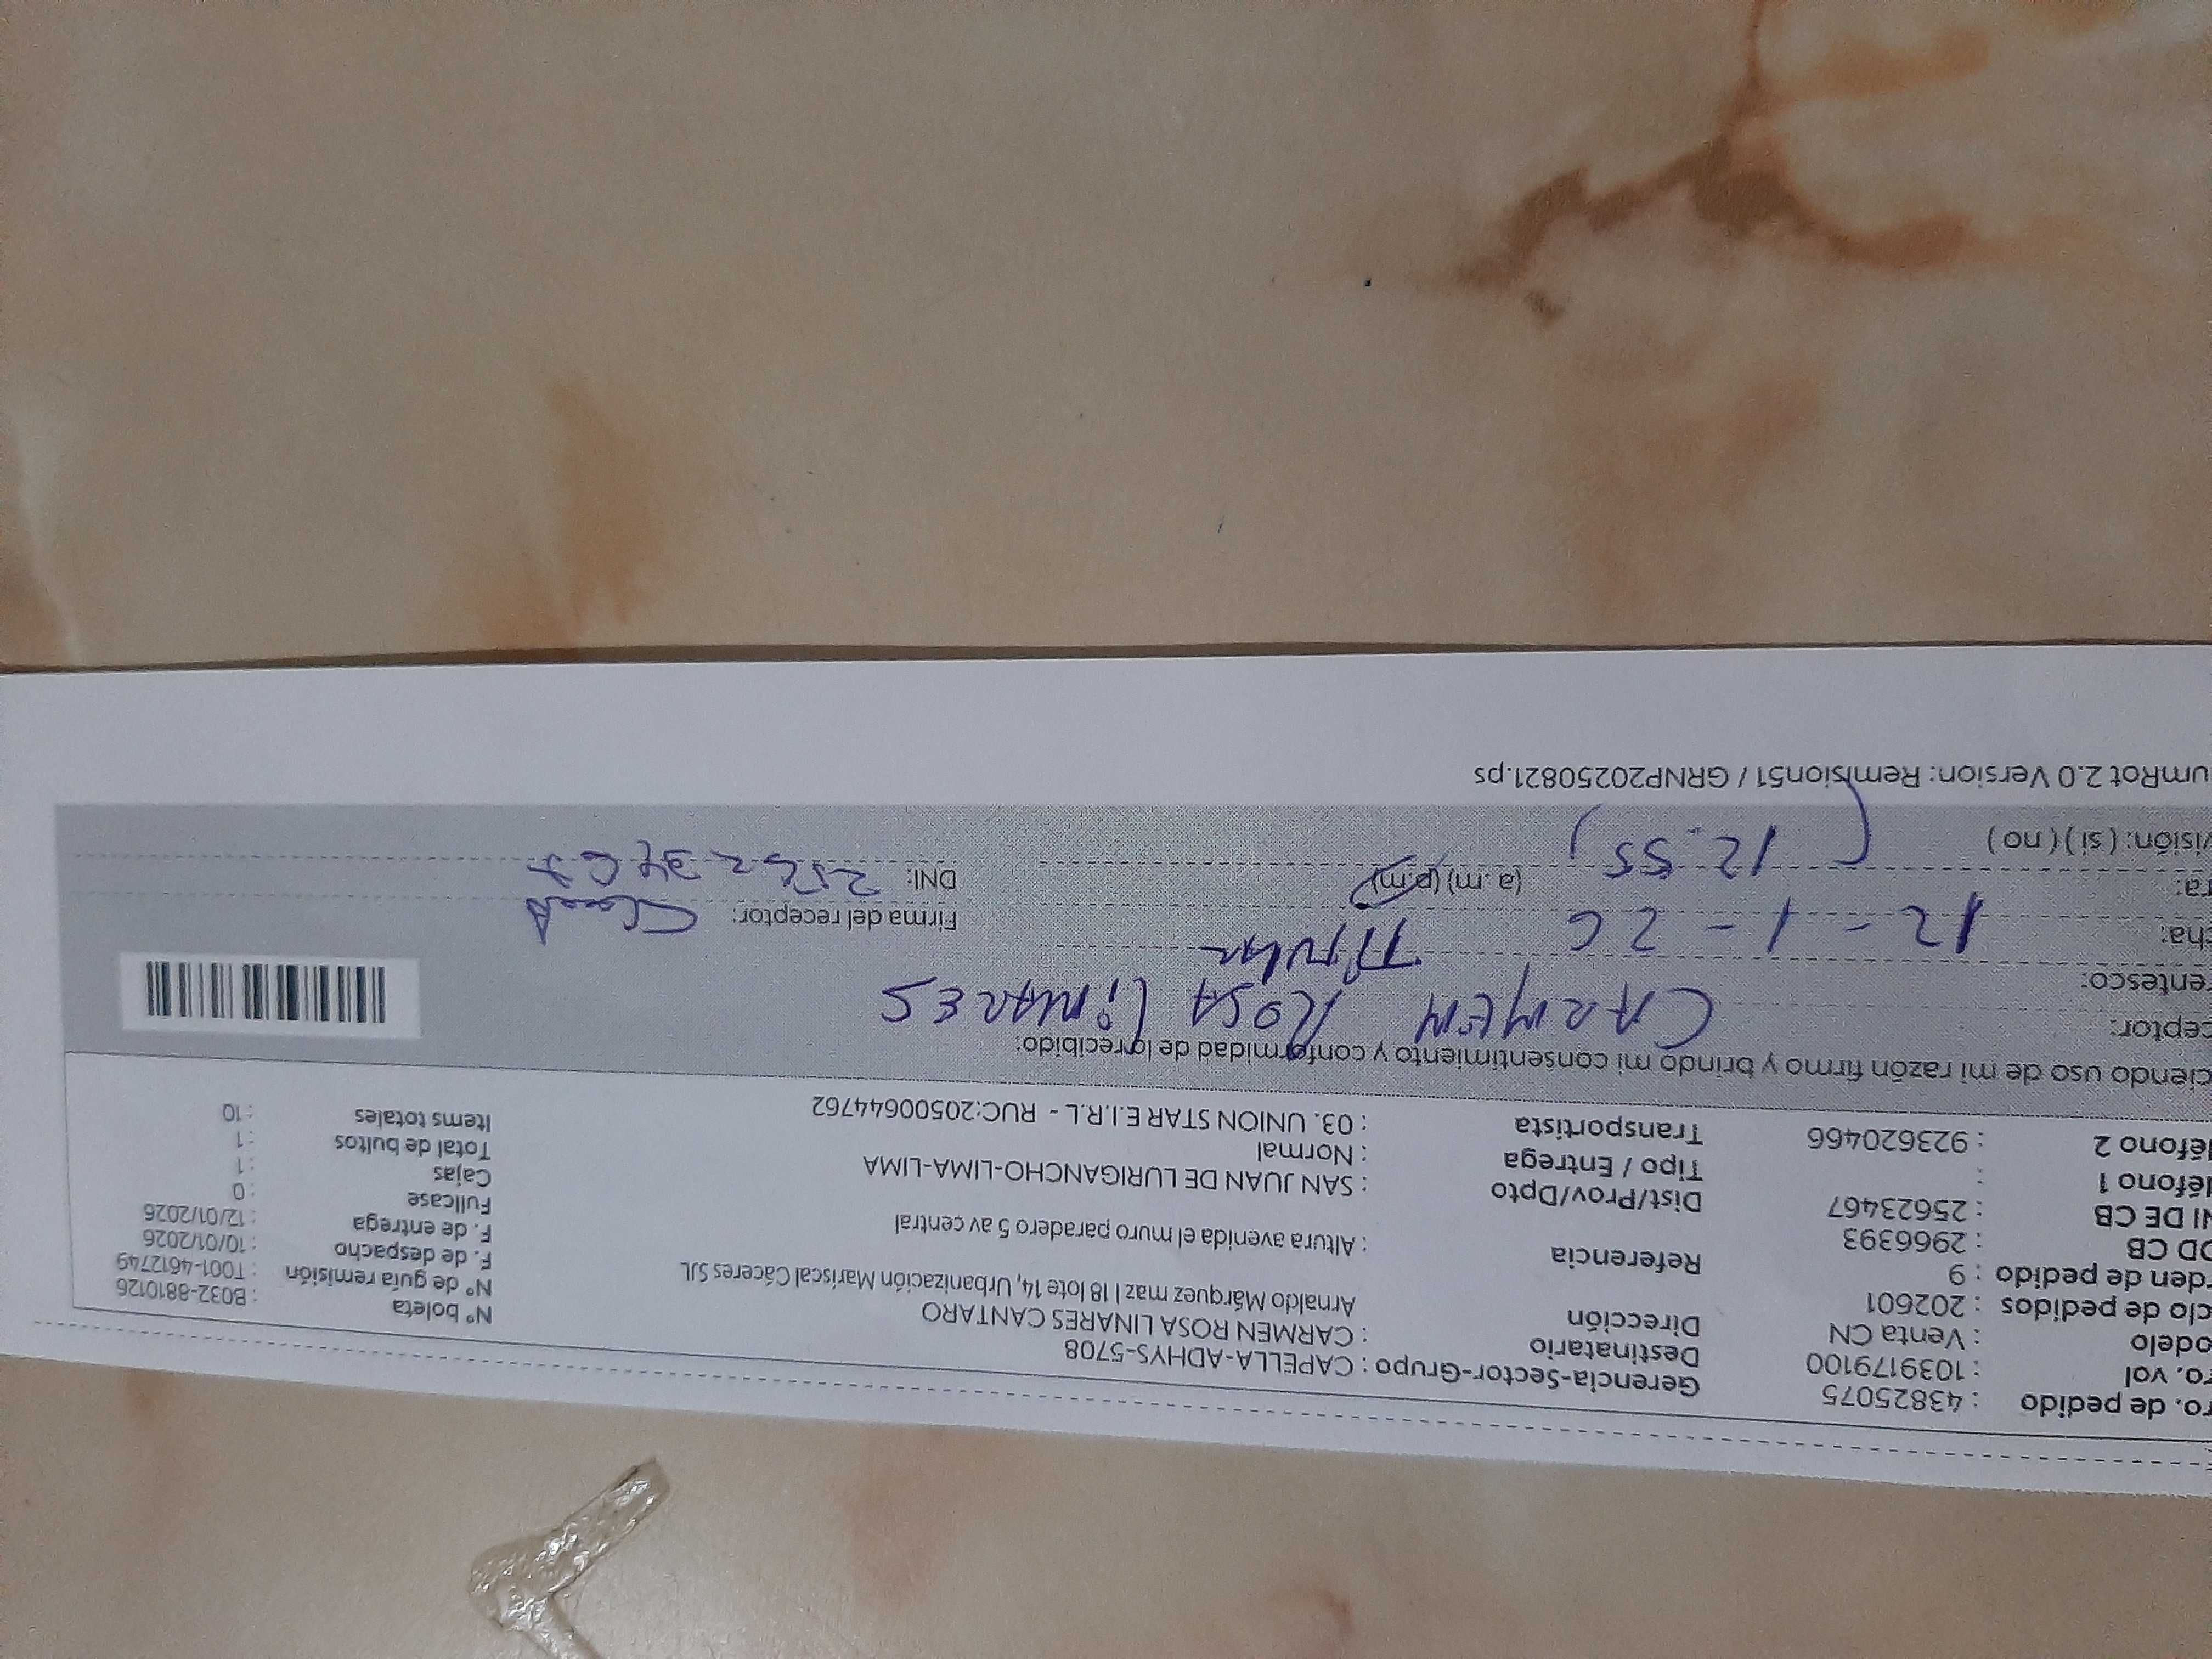 ro. de pedido : 43825075 Gerencia-Sector-Grupo : CAPELLA-ADHYS-5708
ro. vol : 1039179100 Destinatario : CARMEN ROSA LINARES CANTARO Nº boleta : B032-8810126
odelo : Venta CN Dirección Arnaldo Márquez maz I 18 lote 14, Urbanización Mariscal Cáceres SJL Nº de guía remisión : T001-4612749
clo de pedidos : 202601 F. de despacho : 10/01/2026
rden de pedido : 9 Referencia : Altura avenida el muro paradero 5 av central F. de entrega : 12/01/2026
OD CB : 2966393 Fullcase : 0
NI DE CB : 25623467 Dist/Prov/Dpto : SAN JUAN DE LURIGANCHO-LIMA-LIMA Cajas : 1
léfono 1 : Tipo / Entrega : Normal Total de bultos : 1
léfono 2 : 923620466 Transportista : 03. UNION STAR E.I.R.L - RUC:20500644762 Items totales : 10
ciendo uso de mi razón firmo y brindo mi consentimiento y conformidad de lo recibido:
ceptor: CARMEN ROSA LINARES
entesco: Titular
cha: 12 - 1 - 26 Firma del receptor:
ra: (12.55) (a.m) (p.m) DNI: 25623467
visión: ( si ) ( no )
umRot 2.0 Version: Remision51 / GRNP20250821.ps